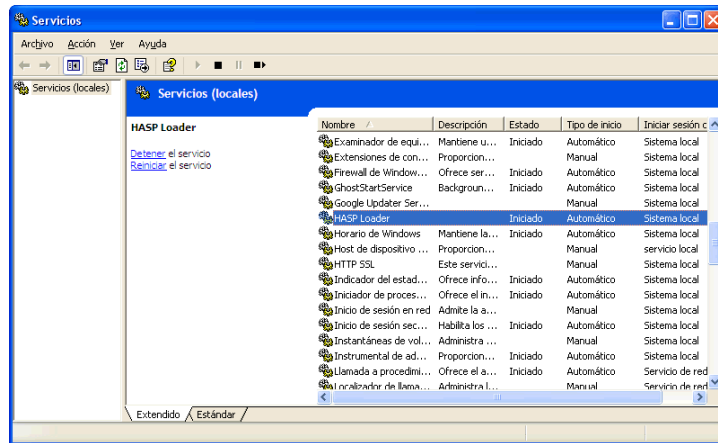 Servicios
Archivo Acción Ver Ayuda
Servicios (locales)
Servicios (locales)
HASP Loader
Detener el servicio
Reiniciar el servicio
Nombre Descripción Estado Tipo de inicio Iniciar sesión c
Examinador de equi... Mantiene u... Iniciado Automático Sistema local
Extensiones de con... Proporcion... Manual Sistema local
Firewall de Window... Ofrece ser... Iniciado Automático Sistema local
GhostStartService Backgroun... Iniciado Automático Sistema local
Google Updater Ser... Manual Sistema local
HASP Loader Iniciado Automático Sistema local
Horario de Windows Mantiene la... Iniciado Automático Sistema local
Host de dispositivo ... Proporcion... Manual servicio local
HTTP SSL Este servici... Manual Sistema local
Indicador del estad... Ofrece info... Iniciado Automático Sistema local
Iniciador de proces... Ofrece el in... Iniciado Automático Sistema local
Inicio de sesión en red Admite la a... Manual Sistema local
Inicio de sesión sec... Habilita los ... Iniciado Automático Sistema local
Instantáneas de vol... Administra ... Manual Sistema local
Instrumental de ad... Proporcion... Iniciado Automático Sistema local
Llamada a procedimi... Ofrece el a... Iniciado Automático Servicio de red
Localizador de llama... Administra l... Manual Servicio de red
Extendido Estándar